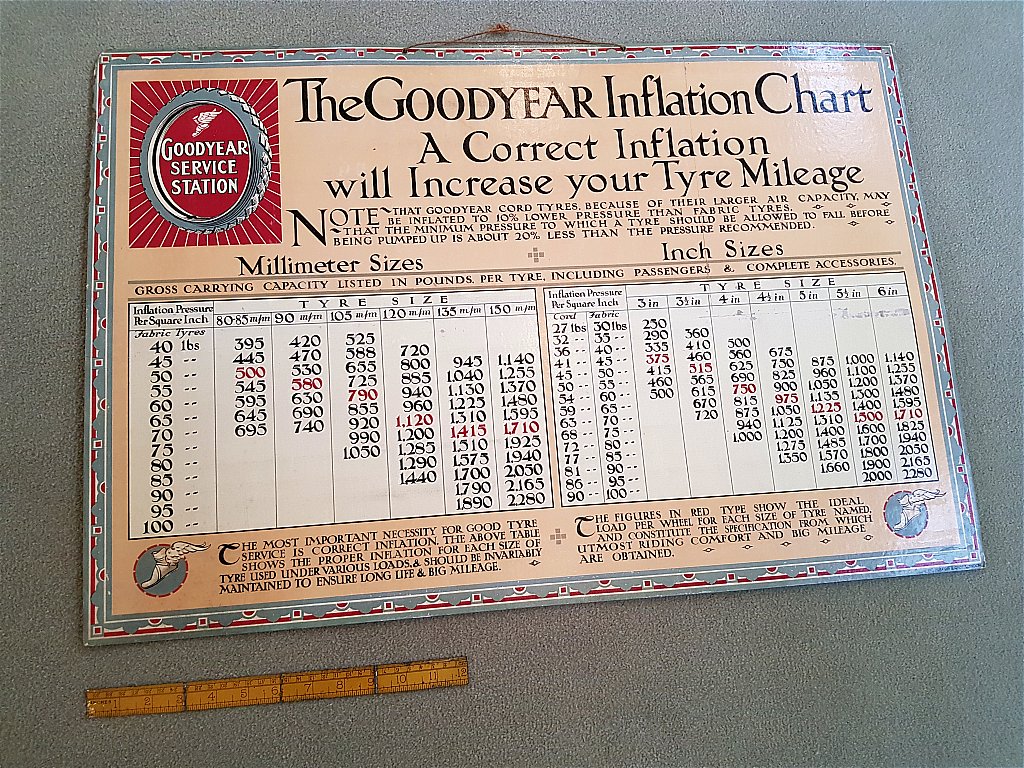 GOODYEAR
SERVICE
STATION
The GOODYEAR Inflation Chart
A Correct Inflation
will Increase your Tyre Mileage
NOTE ~ THAT GOODYEAR CORD TYRES, BECAUSE OF THEIR LARGER AIR CAPACITY, MAY
BE INFLATED TO 10% LOWER PRESSURE THAN FABRIC TYRES.
~ THAT THE MINIMUM PRESSURE TO WHICH A TYRE SHOULD BE ALLOWED TO FALL BEFORE
BEING PUMPED UP IS ABOUT 20% LESS THAN THE PRESSURE RECOMMENDED.
Millimeter Sizes
Inch Sizes
GROSS CARRYING CAPACITY LISTED IN POUNDS, PER TYRE, INCLUDING PASSENGERS & COMPLETE ACCESSORIES.
Inflation Pressure TYRE SIZE
Per Square Inch 80-85 m/m 90 m/m 105 m/m 120 m/m 135 m/m 150 m/m
Fabric Tyres
40 lbs 395 420 525
45 -- 445 470 588 720
50 -- 500 530 655 800 945 1.140
55 -- 545 580 725 885 1.040 1.255
60 -- 595 630 790 940 1.130 1.370
65 -- 645 690 855 960 1.225 1.480
70 -- 695 740 920 1.120 1.310 1.595
75 -- 990 1.200 1.415 1.710
80 -- 1.050 1.285 1.510 1.925
85 -- 1.290 1.575 1.940
90 -- 1.440 1.700 2.050
95 -- 1.790 2.165
100 -- 1.890 2.280
Inflation Pressure TYRE SIZE
Per Square Inch 3 in 3½ in 4 in 4½ in 5 in 5½ in 6 in
Cord Fabric
27 lbs 30 lbs 250
32 -- 35 -- 290 360
36 -- 40 -- 335 410 500
41 -- 45 -- 375 460 560 675
45 -- 50 -- 415 515 625 750 875 1.000 1.140
50 -- 55 -- 460 565 690 825 960 1.100 1.255
54 -- 60 -- 500 615 750 900 1.050 1.200 1.370
59 -- 65 -- 670 815 975 1.135 1.300 1.480
63 -- 70 -- 720 875 1.050 1.225 1.400 1.595
68 -- 75 -- 940 1.125 1.310 1.500 1.710
72 -- 80 -- 1.000 1.200 1.400 1.600 1.825
77 -- 85 -- 1.275 1.485 1.700 1.940
81 -- 90 -- 1.350 1.570 1.800 2.050
86 -- 95 -- 1.660 1.900 2.165
90 -- 100 -- 2.000 2.280
THE MOST IMPORTANT NECESSITY FOR GOOD TYRE
SERVICE IS CORRECT INFLATION. THE ABOVE TABLE
SHOWS THE PROPER INFLATION FOR EACH SIZE OF
TYRE USED UNDER VARIOUS LOADS, & SHOULD BE INVARIABLY
MAINTAINED TO ENSURE LONG LIFE & BIG MILEAGE.
THE FIGURES IN RED TYPE SHOW THE IDEAL
LOAD PER WHEEL FOR EACH SIZE OF TYRE NAMED,
AND CONSTITUTE THE SPECIFICATION FROM WHICH
UTMOST RIDING COMFORT AND BIG MILEAGE
ARE OBTAINED.
INCHES 1 2 3 4 5 6 7 8 9 10 11 12